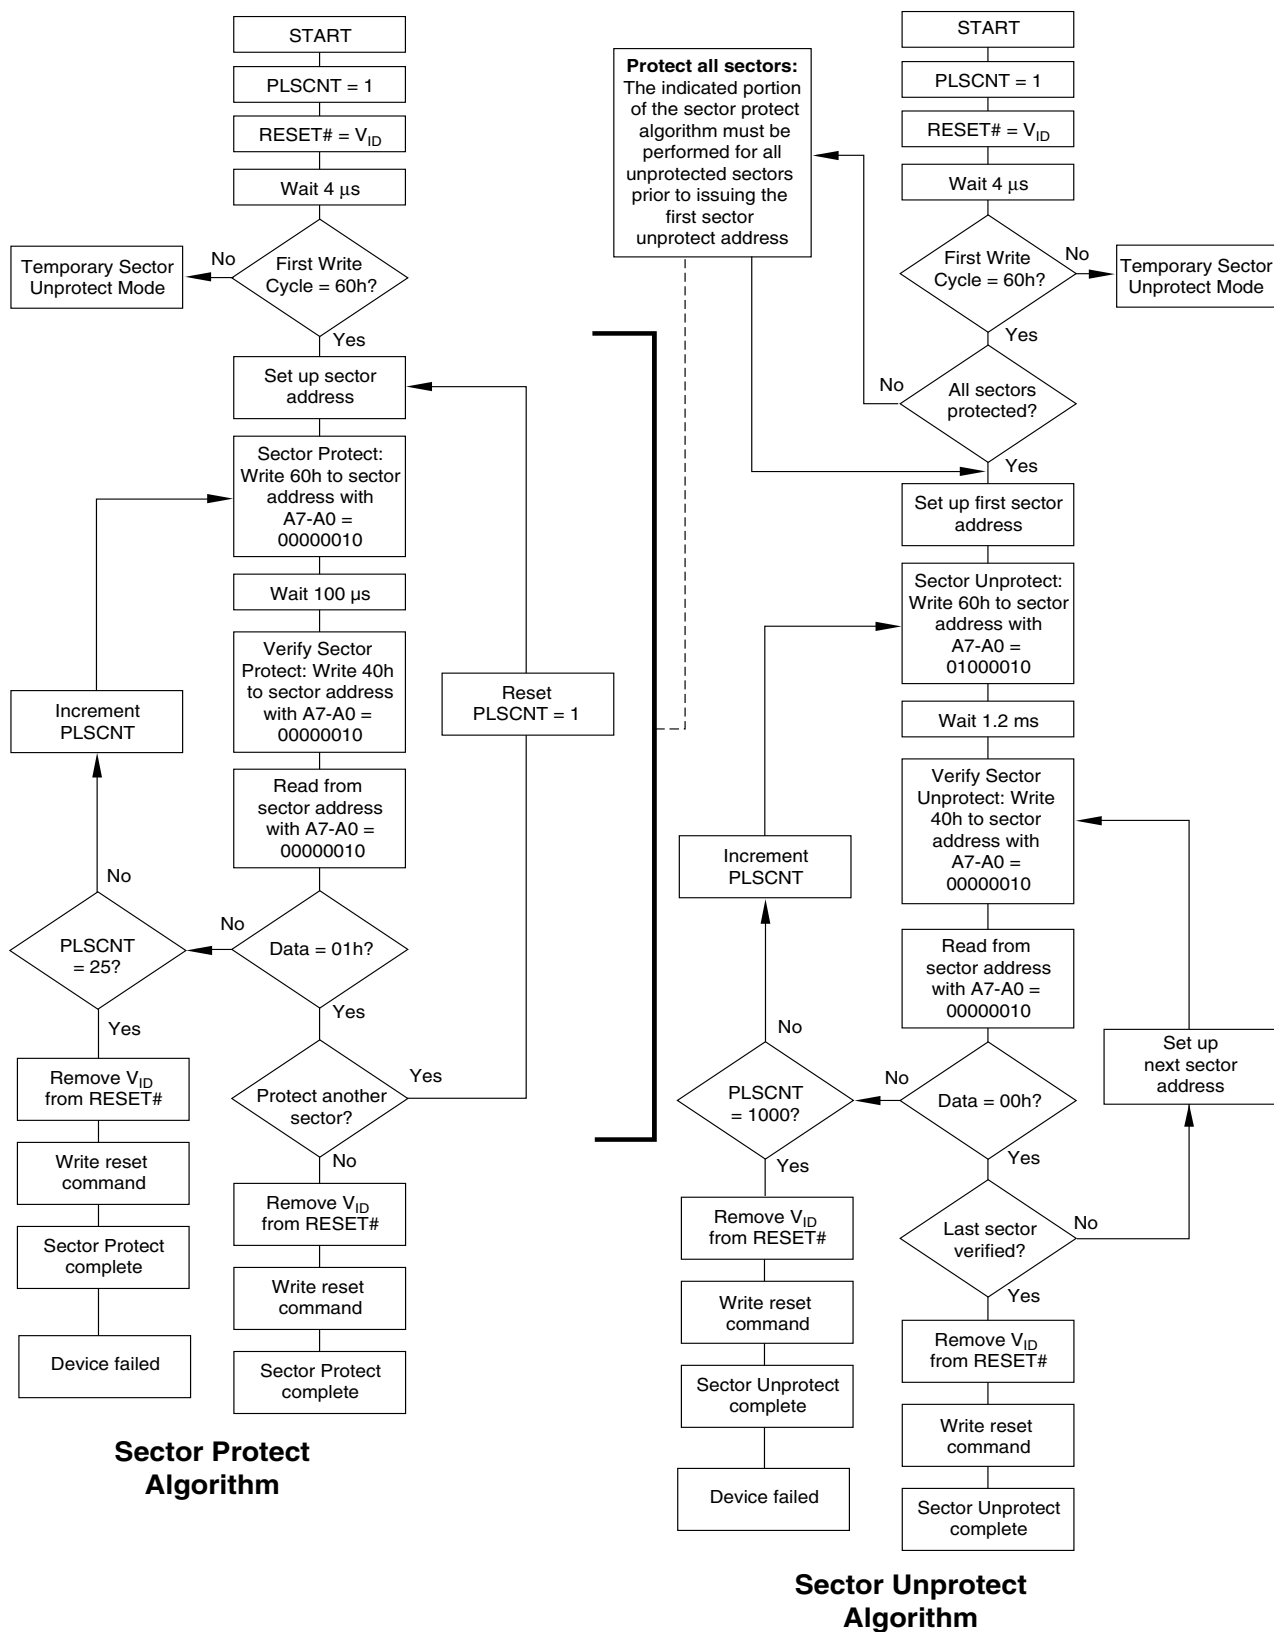 START
PLSCNT = 1
RESET# = VID
Wait 4 μs
First Write
Cycle = 60h?
No
Temporary Sector
Unprotect Mode
Yes
Set up sector
address
Sector Protect:
Write 60h to sector
address with
A7-A0 =
00000010
Wait 100 μs
Verify Sector
Protect: Write 40h
to sector address
with A7-A0 =
00000010
Read from
sector address
with A7-A0 =
00000010
Data = 01h?
No
PLSCNT
= 25?
No
Increment
PLSCNT
Yes
Remove VID
from RESET#
Write reset
command
Sector Protect
complete
Device failed
Yes
Protect another
sector?
Yes
Reset
PLSCNT = 1
No
Remove VID
from RESET#
Write reset
command
Sector Protect
complete
Sector Protect
Algorithm
Protect all sectors:
The indicated portion
of the sector protect
algorithm must be
performed for all
unprotected sectors
prior to issuing the
first sector
unprotect address
START
PLSCNT = 1
RESET# = VID
Wait 4 μs
First Write
Cycle = 60h?
No
Temporary Sector
Unprotect Mode
Yes
All sectors
protected?
No
Yes
Set up first sector
address
Sector Unprotect:
Write 60h to sector
address with
A7-A0 =
01000010
Wait 1.2 ms
Verify Sector
Unprotect: Write
40h to sector
address with
A7-A0 =
00000010
Read from
sector address
with A7-A0 =
00000010
Data = 00h?
No
PLSCNT
= 1000?
No
Increment
PLSCNT
Yes
Remove VID
from RESET#
Write reset
command
Sector Unprotect
complete
Device failed
Yes
Last sector
verified?
No
Set up
next sector
address
Yes
Remove VID
from RESET#
Write reset
command
Sector Unprotect
complete
Sector Unprotect
Algorithm